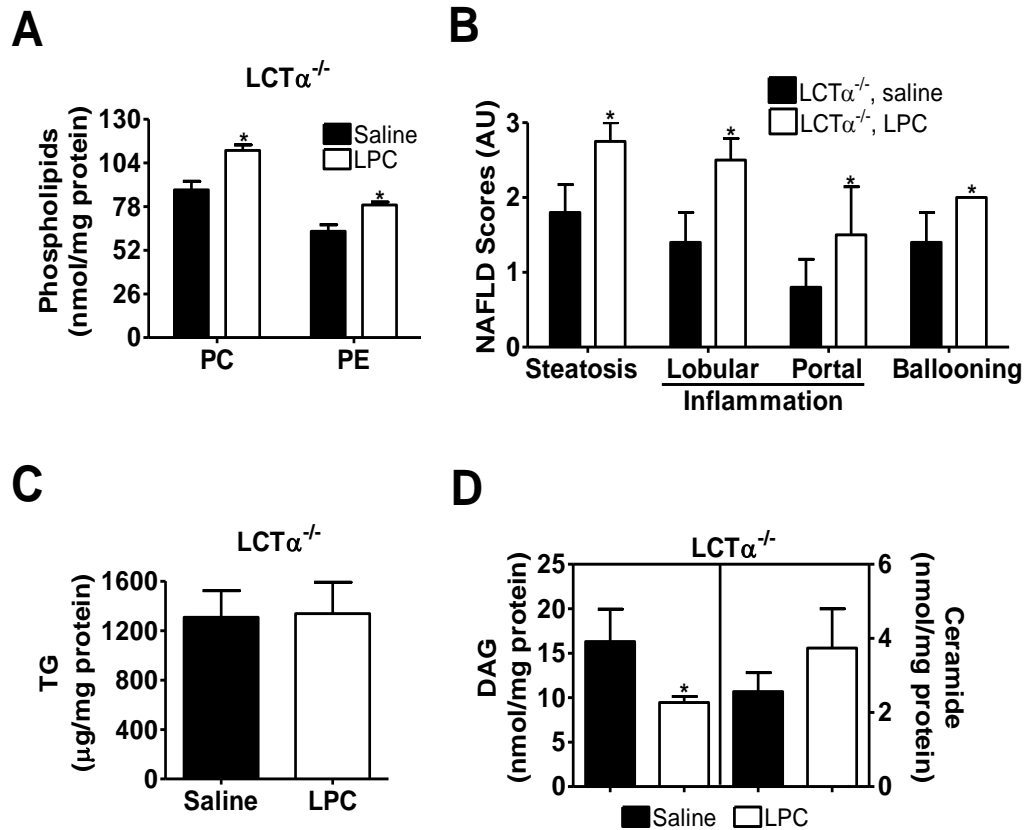 A
LCTα-/-
Phospholipids
(nmol/mg protein)
130
104
78
52
26
0
Saline
LPC
*
*
PC
PE
B
LCTα-/-, saline
LCTα-/-, LPC
NAFLD Scores (AU)
3
2
1
0
*
*
*
*
Steatosis
Lobular
Portal
Ballooning
Inflammation
C
LCTα-/-
TG
(μg/mg protein)
1600
1200
800
400
0
Saline
LPC
D
LCTα-/-
DAG
(nmol/mg protein)
25
20
15
10
5
0
*
6
4
2
0
Ceramide
(nmol/mg protein)
Saline
LPC